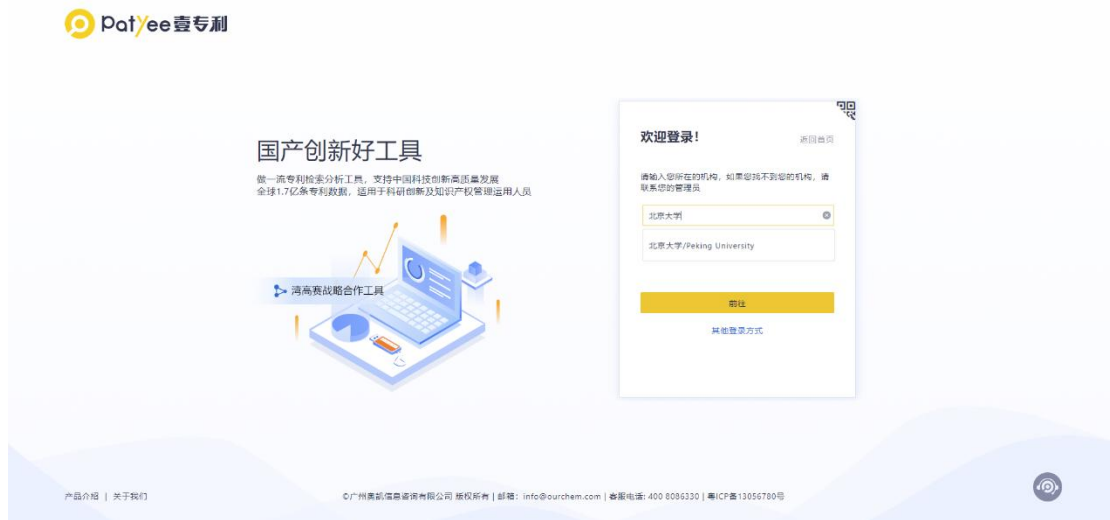 Patyee壹专利
国产创新好工具
做一流专利检索分析工具，支持中国科技创新高质量发展
全球1.7亿条专利数据，适用于科研创新及知识产权管理运用人员
湾高赛战略合作工具
欢迎登录！
返回首页
请输入您所在的机构，如果您找不到您的机构，请
联系您的管理员
北京大学
北京大学/Peking University
前往
其他登录方式
产品介绍 | 关于我们
©广州奥凯信息咨询有限公司 版权所有 | 邮箱：info@ourchem.com | 客服电话: 400 8086330 | 粤ICP备13056780号